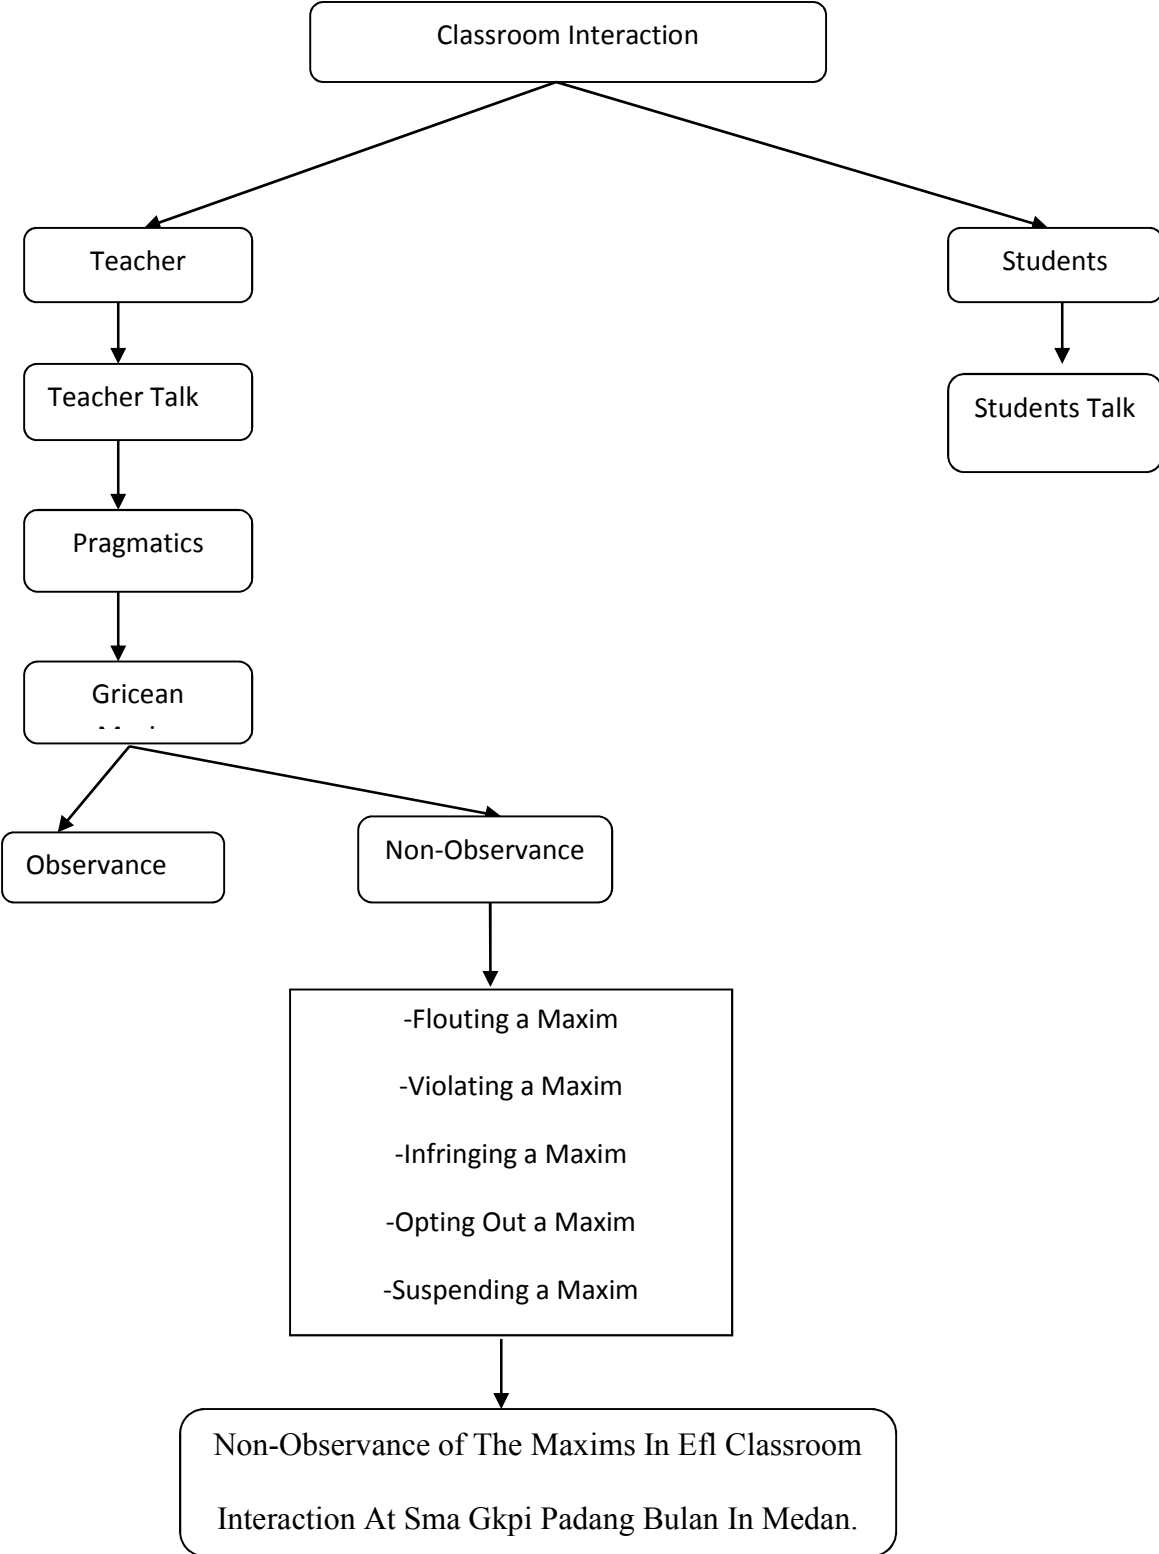 Classroom Interaction
Teacher
Students
Teacher Talk
Students Talk
Pragmatics
Gricean
Observance
Non-Observance
-Flouting a Maxim
-Violating a Maxim
-Infringing a Maxim
-Opting Out a Maxim
-Suspending a Maxim
Non-Observance of The Maxims In Efl Classroom
Interaction At Sma Gkpi Padang Bulan In Medan.